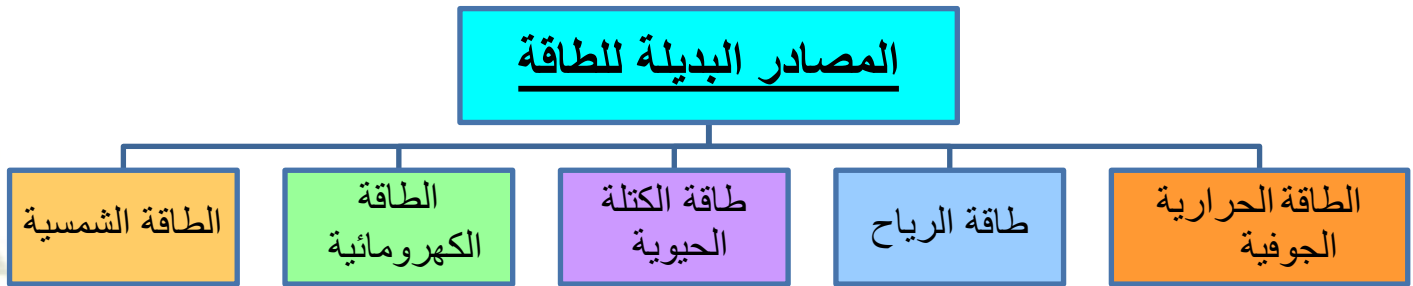 المصادر البديلة للطاقة
الطاقة الحرارية
الجوفية
طاقة الرياح
طاقة الكتلة
الحيوية
الطاقة
الكهرومائية
الطاقة الشمسية